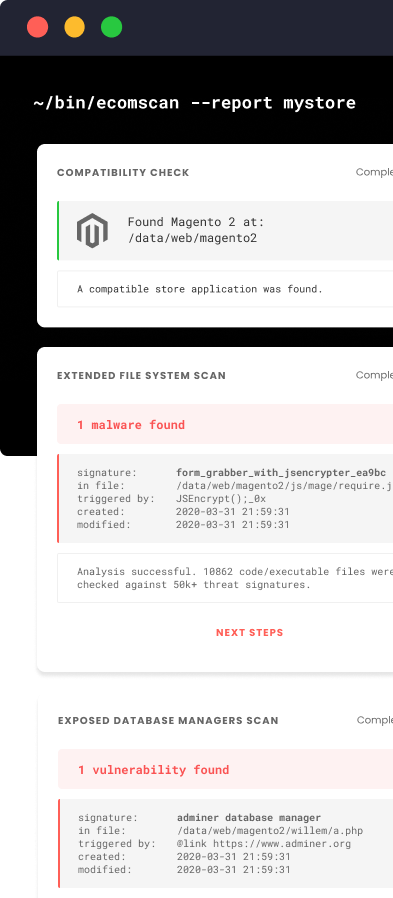 ~/bin/ecomscan --report mystore
COMPATIBILITY CHECK
Found Magento 2 at:
/data/web/magento2
A compatible store application was found.
EXTENDED FILE SYSTEM SCAN
1 malware found
signature: form_grabber_with_jsencrypter_ea9bc
in file: /data/web/magento2/js/mage/require.j
triggered by: JSEncrypt();_0x
created: 2020-03-31 21:59:31
modified: 2020-03-31 21:59:31
Analysis successful. 10862 code/executable files were
checked against 50k+ threat signatures.
NEXT STEPS
EXPOSED DATABASE MANAGERS SCAN
1 vulnerability found
signature: adminer database manager
in file: /data/web/magento2/willem/a.php
triggered by: @link https://www.adminer.org
created: 2020-03-31 21:59:31
modified: 2020-03-31 21:59:31